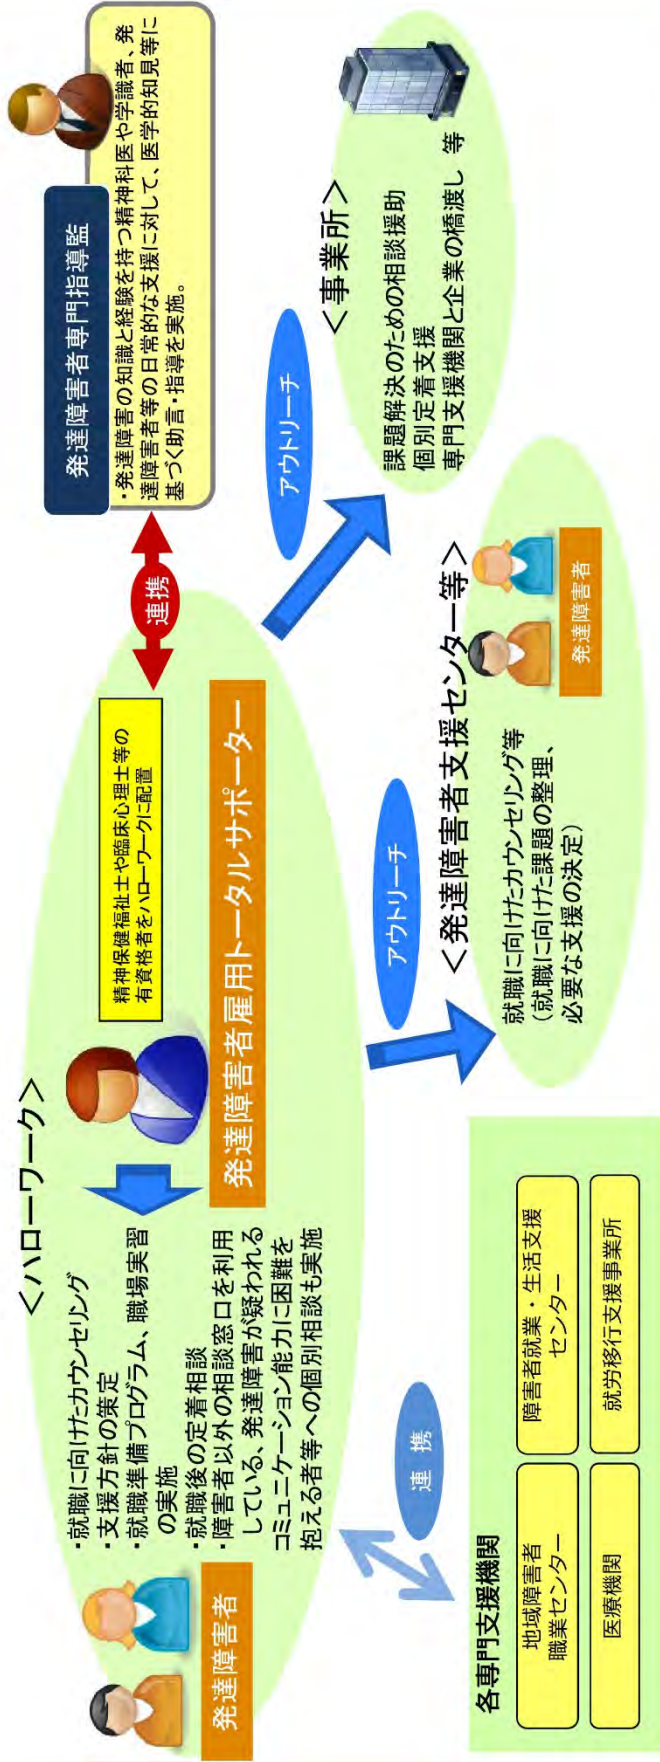 ＜ハローワーク＞
・就職に向けたカウンセリング
・支援方針の策定
・就職準備プログラム、職場実習
の実施
・就職後の定着相談
・障害者以外の相談窓口を利用
している、発達障害が疑われる
コミュニケーション能力に困難を
抱える者等への個別相談も実施
発達障害者
精神保健福祉士や臨床心理士等の
有資格者をハローワークに配置
発達障害者雇用トータルサポーター
連携
発達障害者専門指導監
・発達障害の知識と経験を持つ精神科医や学識者、発
達障害者等の日常的な支援に対して、医学的知見等に
基づく助言・指導を実施。
連携
各専門支援機関
地域障害者
職業センター
障害者就業・生活支援
センター
医療機関
就労移行支援事業所
アウトリーチ
＜発達障害者支援センター等＞
就職に向けたカウンセリング等
（就職に向けた課題の整理、
必要な支援の決定）
発達障害者
アウトリーチ
＜事業所＞
課題解決のための相談援助
個別定着支援
専門支援機関と企業の橋渡し 等